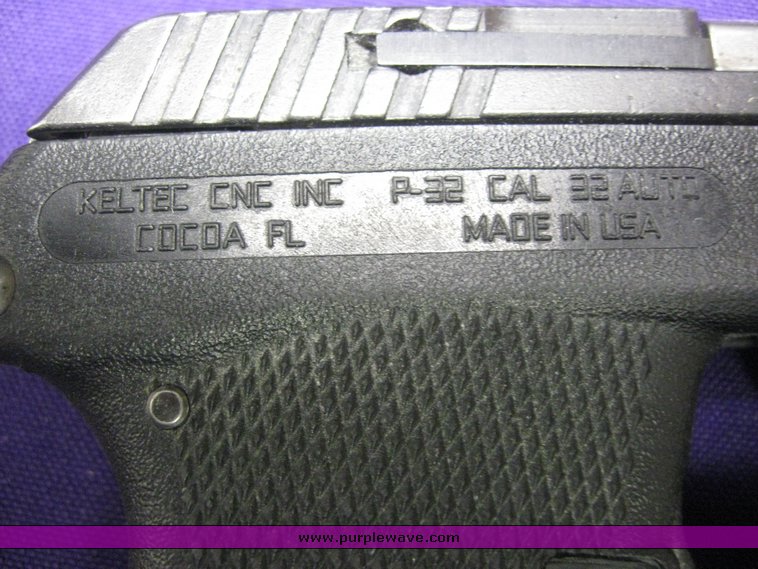 KELTEC CNC INC P-32 CAL 32 AUTO
COCOA FL MADE IN USA
www.purplewave.com